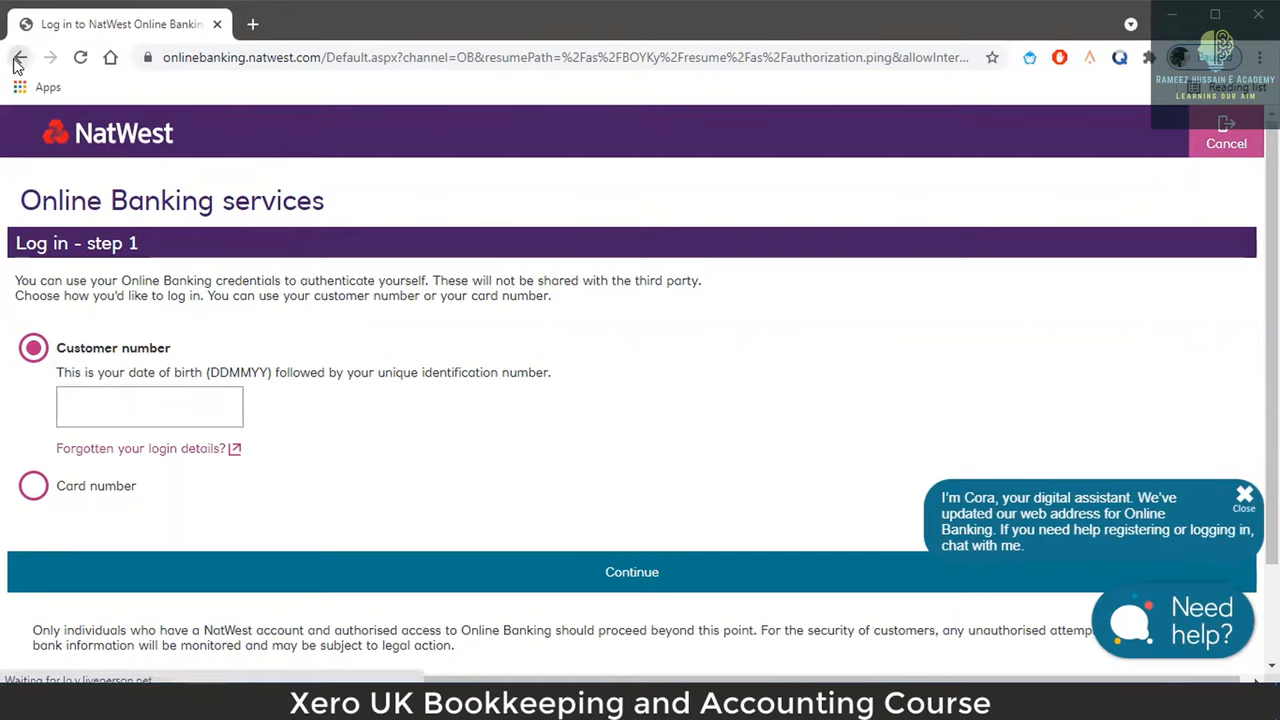 Log in to NatWest Online Bankin
onlinebanking.natwest.com/Default.aspx?channel=OB&resumePath=%2Fas%2FBOYKy%2Fresume%2Fas%2Fauthorization.ping&allowInter...
RAMEEZ HUSSAIN E ACADEMY
LEARNING OUR AIM
Apps
Reading list
NatWest
Cancel
Online Banking services
Log in - step 1
You can use your Online Banking credentials to authenticate yourself. These will not be shared with the third party.
Choose how you'd like to log in. You can use your customer number or your card number.
Customer number
This is your date of birth (DDMMYY) followed by your unique identification number.
Forgotten your login details?
Card number
I'm Cora, your digital assistant. We've
updated our web address for Online
Banking. If you need help registering or logging in,
chat with me.
Close
Continue
Need
help?
Only individuals who have a NatWest account and authorised access to Online Banking should proceed beyond this point. For the security of customers, any unauthorised
bank information will be monitored and may be subject to legal action.
Waiting for lo.v.liveperson.net
Xero UK Bookkeeping and Accounting Course